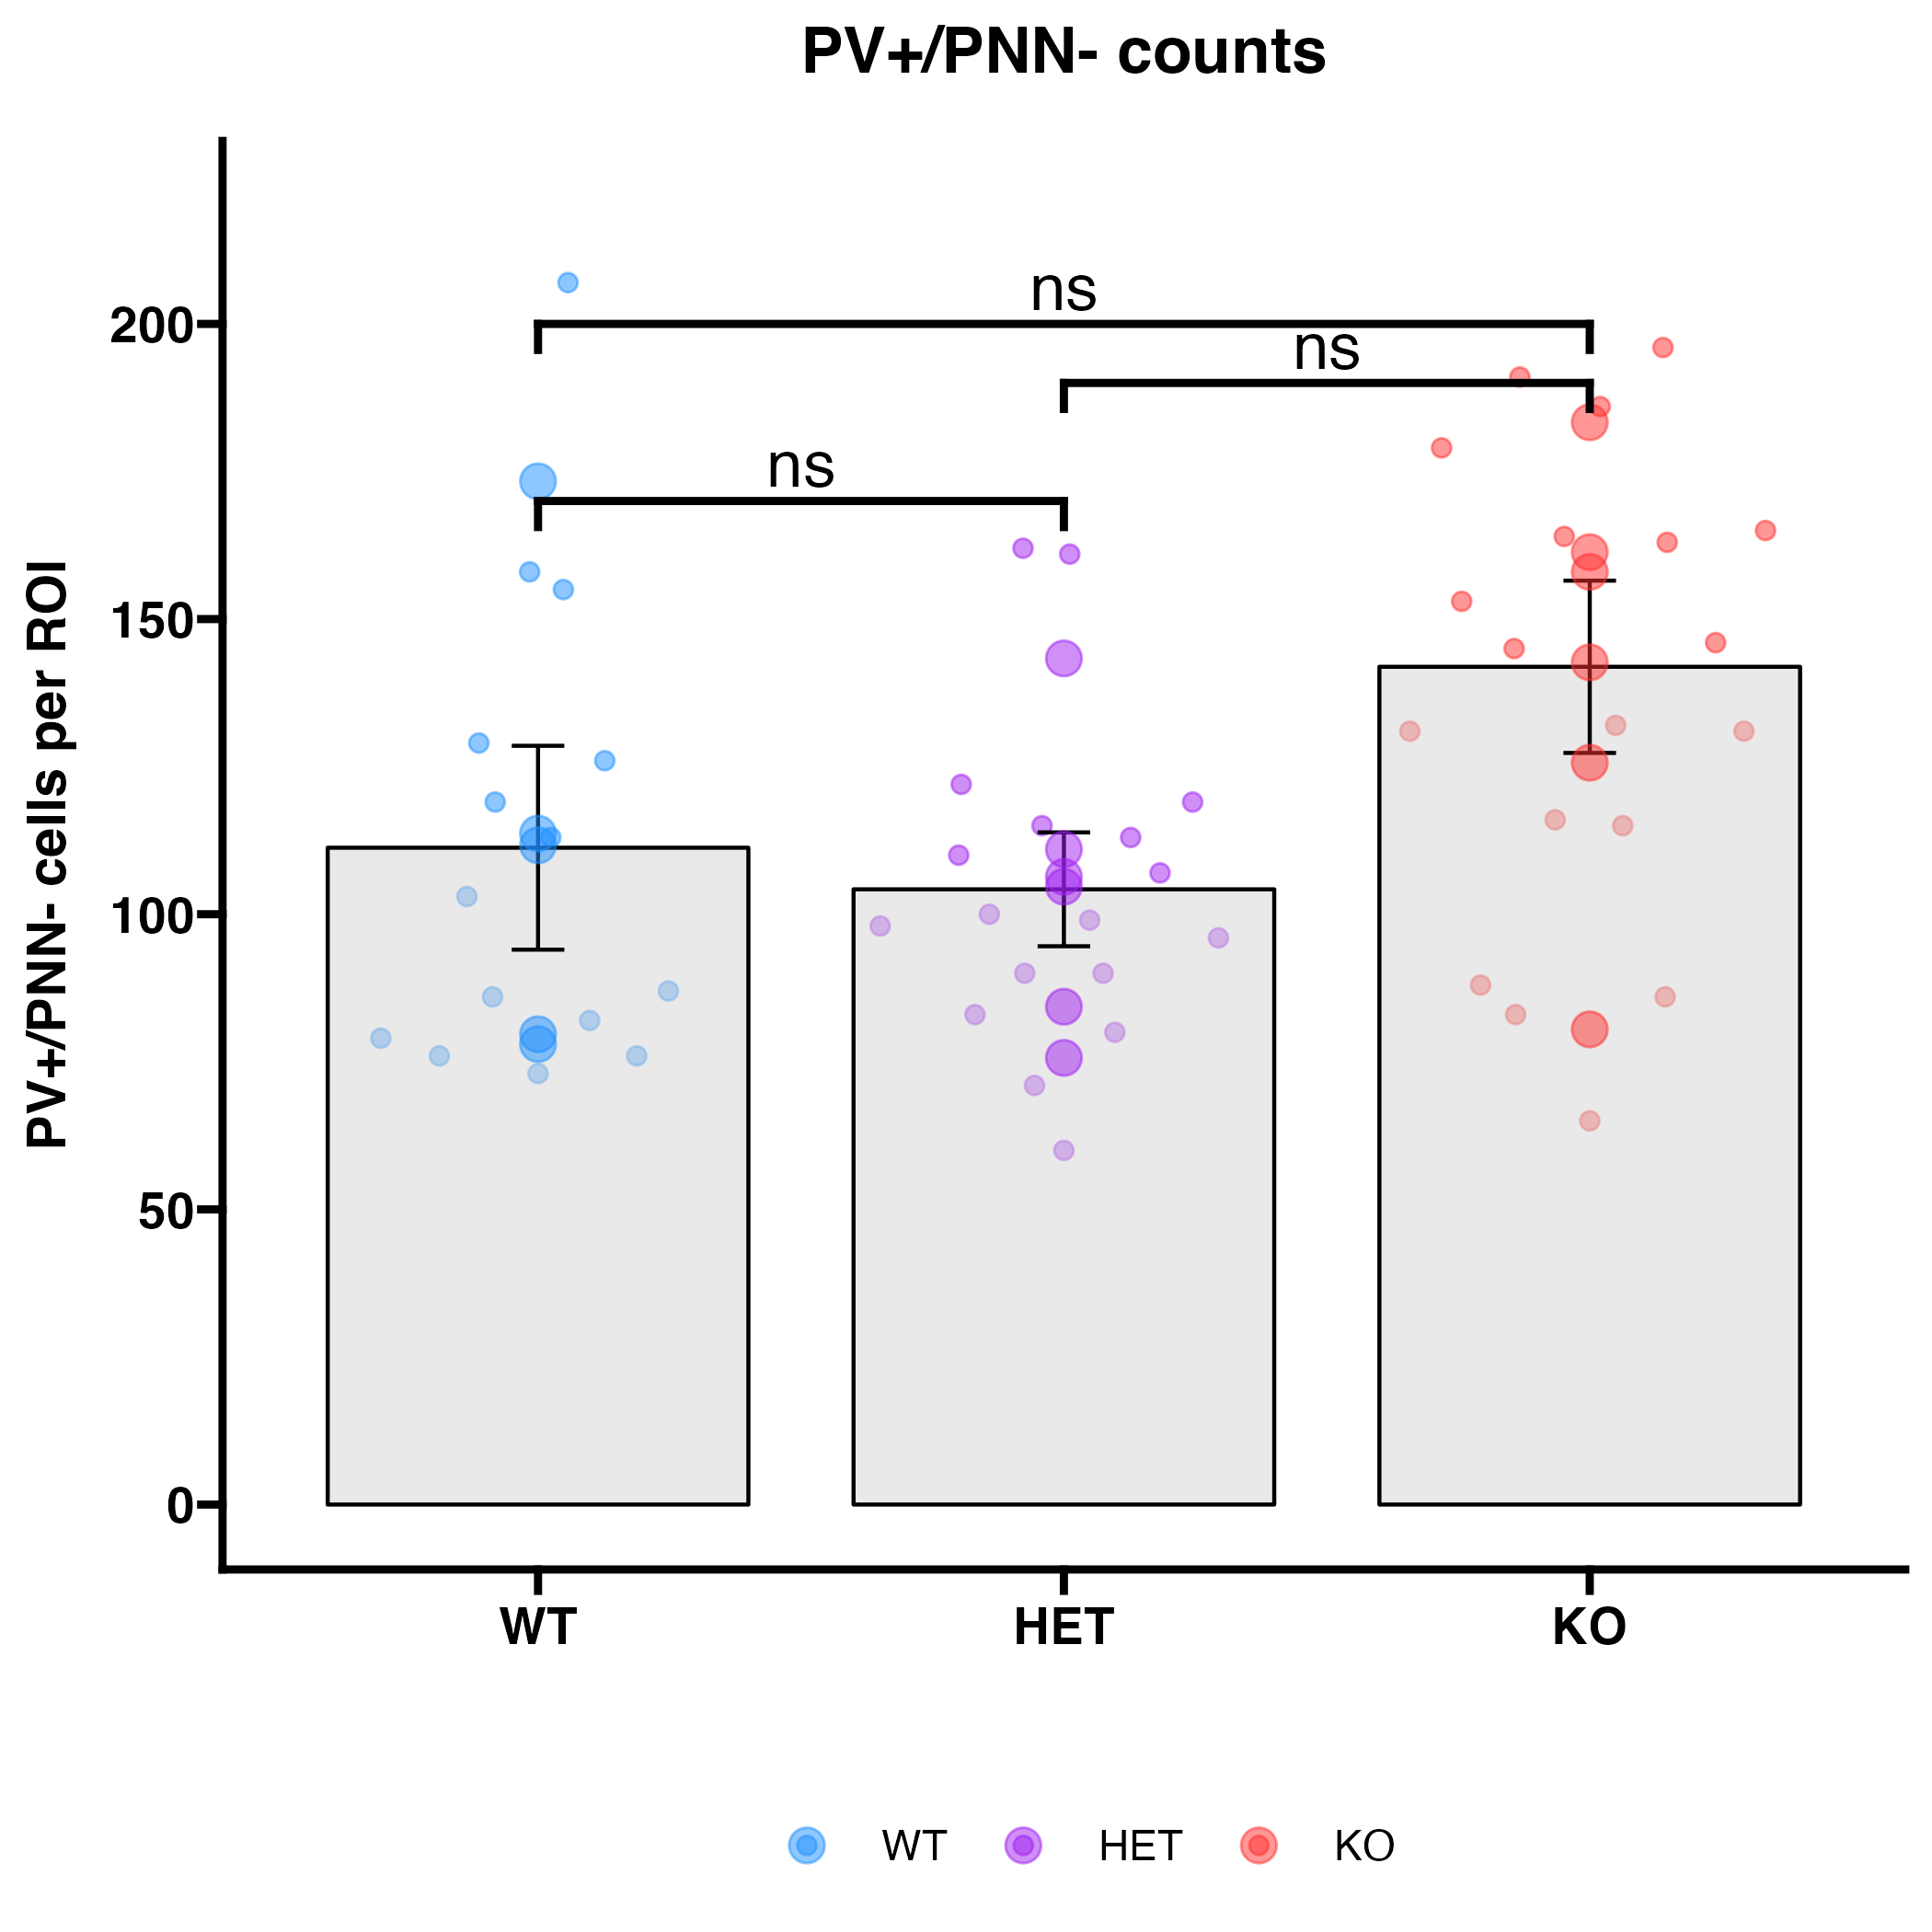 PV+/PNN- counts
PV+/PNN- cells per ROI
200
150
100
50
0
ns
ns
ns
WT HET KO
WT HET KO